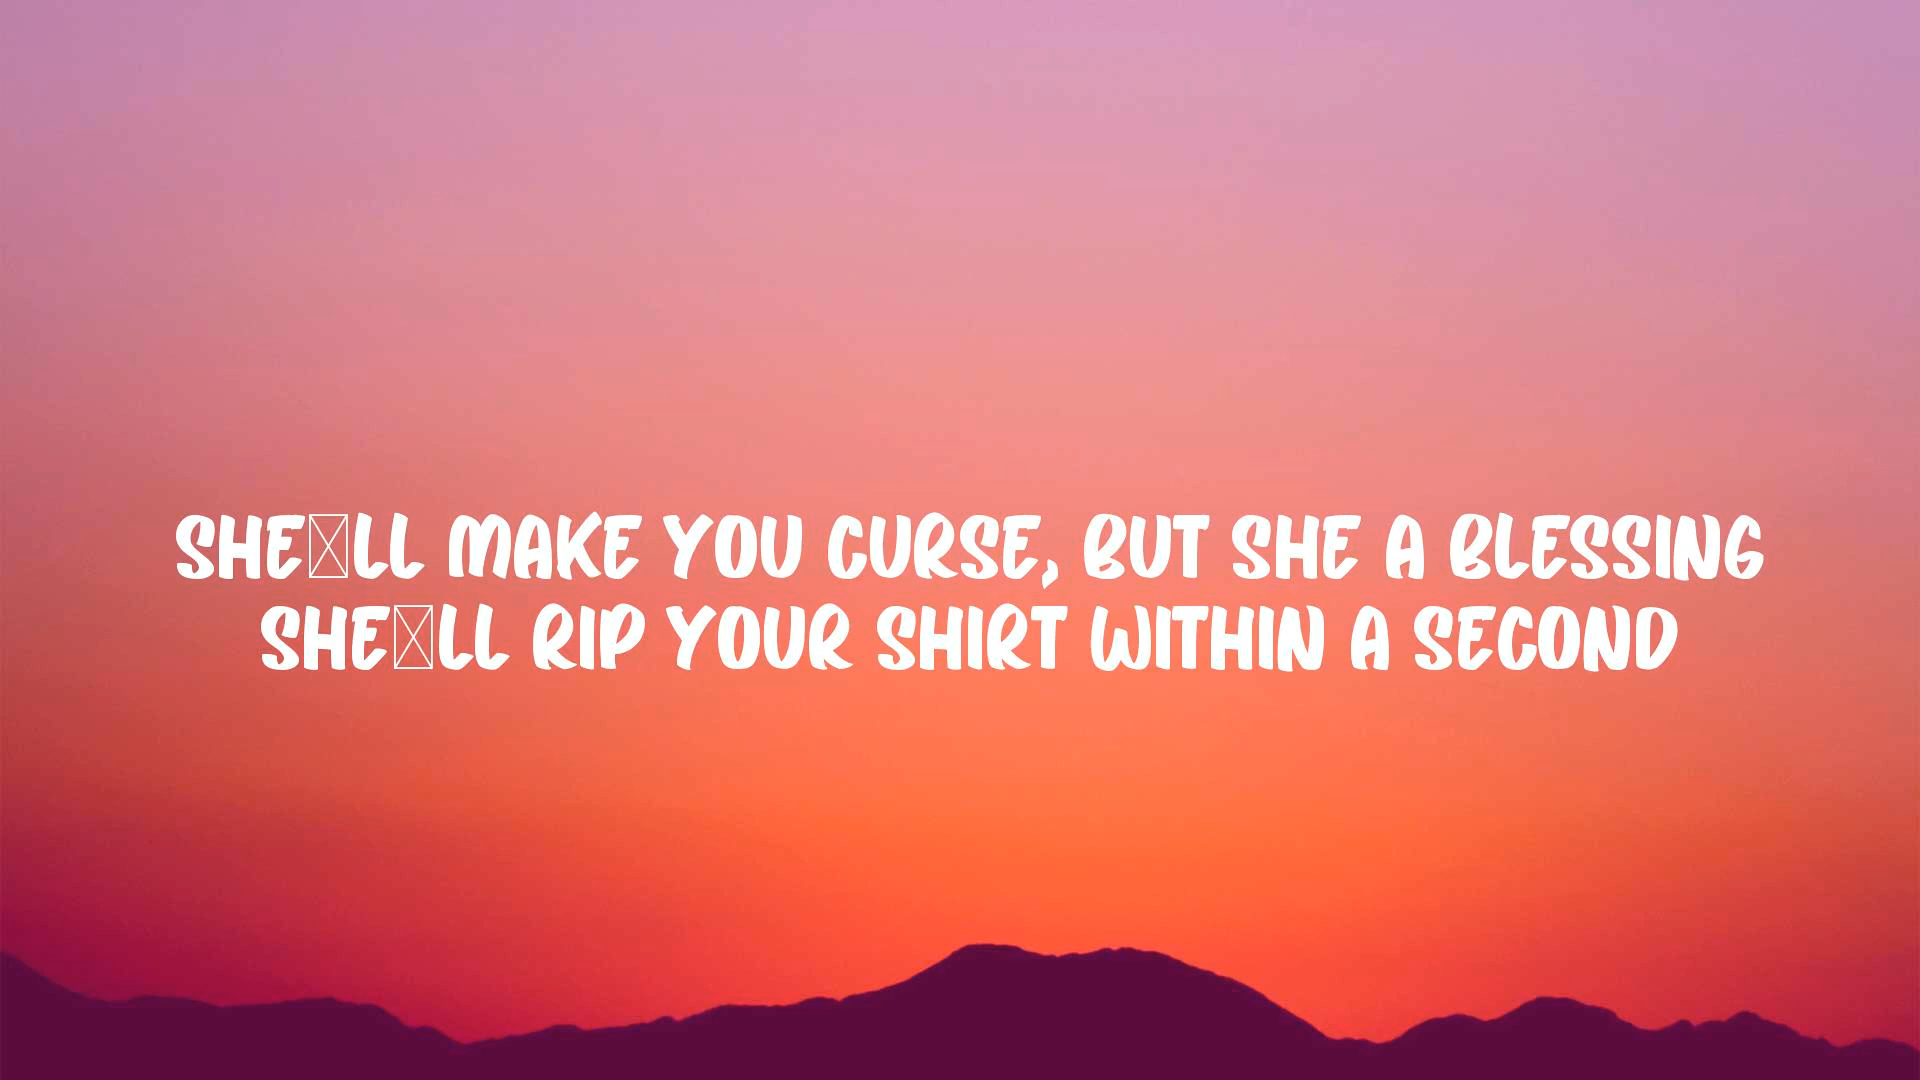 SHE☒LL MAKE YOU CURSE, BUT SHE A BLESSING
SHE☒LL RIP YOUR SHIRT WITHIN A SECOND